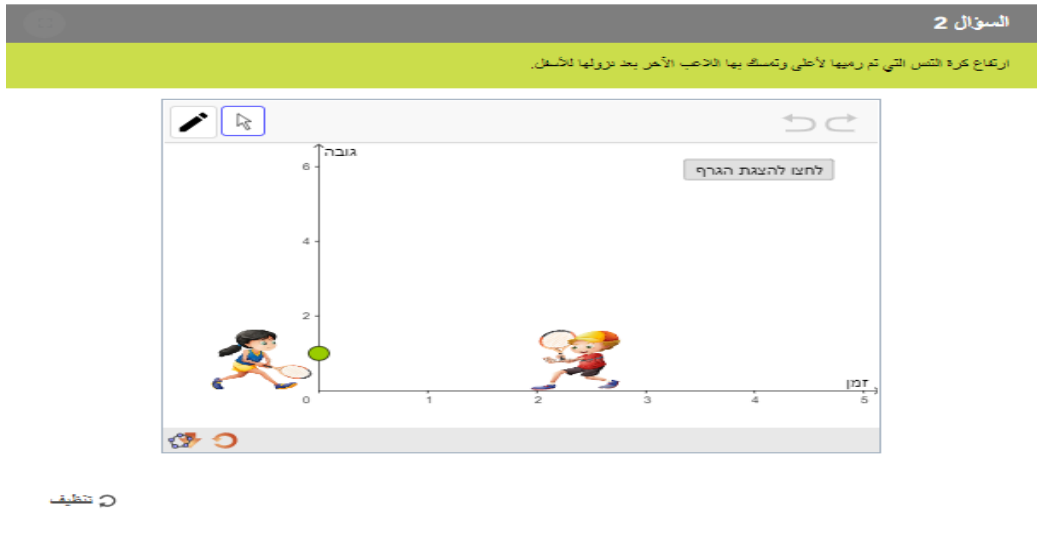 السؤال 2
ارتفاع كرة التنس التي تم رميها لأعلى وتمسك بها اللاعب الآخر بعد نزولها للأسفل.
גובה
לחצו להצגת הגרף
6
4
2
זמן
0 1 2 3 4 5
تنظيف